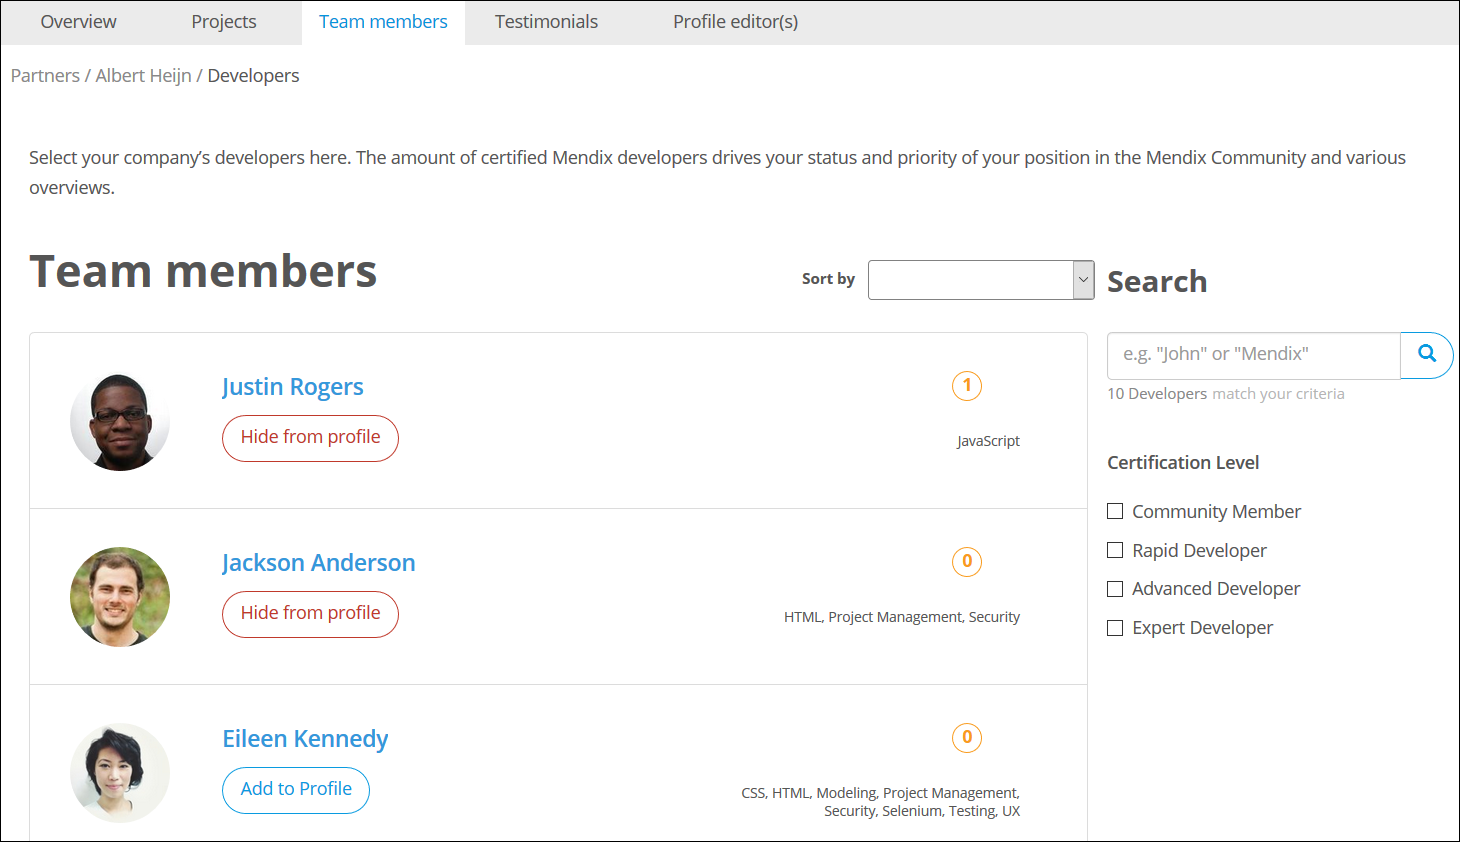 Overview Projects Team members Testimonials Profile editor(s)
Partners / Albert Heijn / Developers
Select your company’s developers here. The amount of certified Mendix developers drives your status and priority of your position in the Mendix Community and various
overviews.
Team members
Sort by
Justin Rogers
1
Hide from profile
JavaScript
Jackson Anderson
0
Hide from profile
HTML, Project Management, Security
Eileen Kennedy
0
Add to Profile
CSS, HTML, Modeling, Project Management,
Security, Selenium, Testing, UX
Search
e.g. "John" or "Mendix"
10 Developers match your criteria
Certification Level
Community Member
Rapid Developer
Advanced Developer
Expert Developer